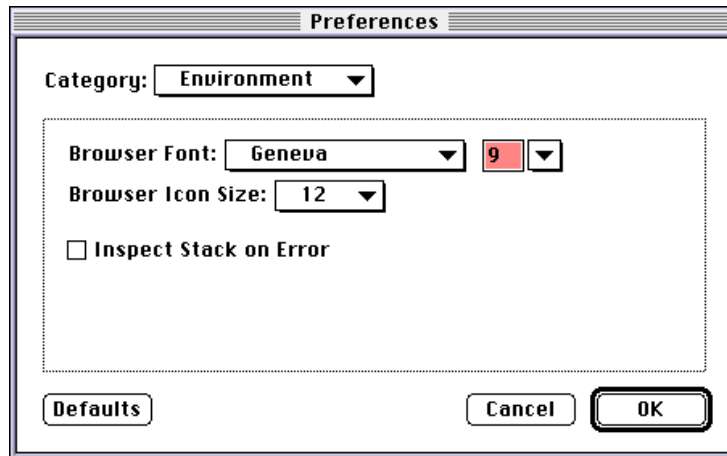 Preferences
Category: Environment
Browser Font: Geneva 9
Browser Icon Size: 12
Inspect Stack on Error
Defaults Cancel OK